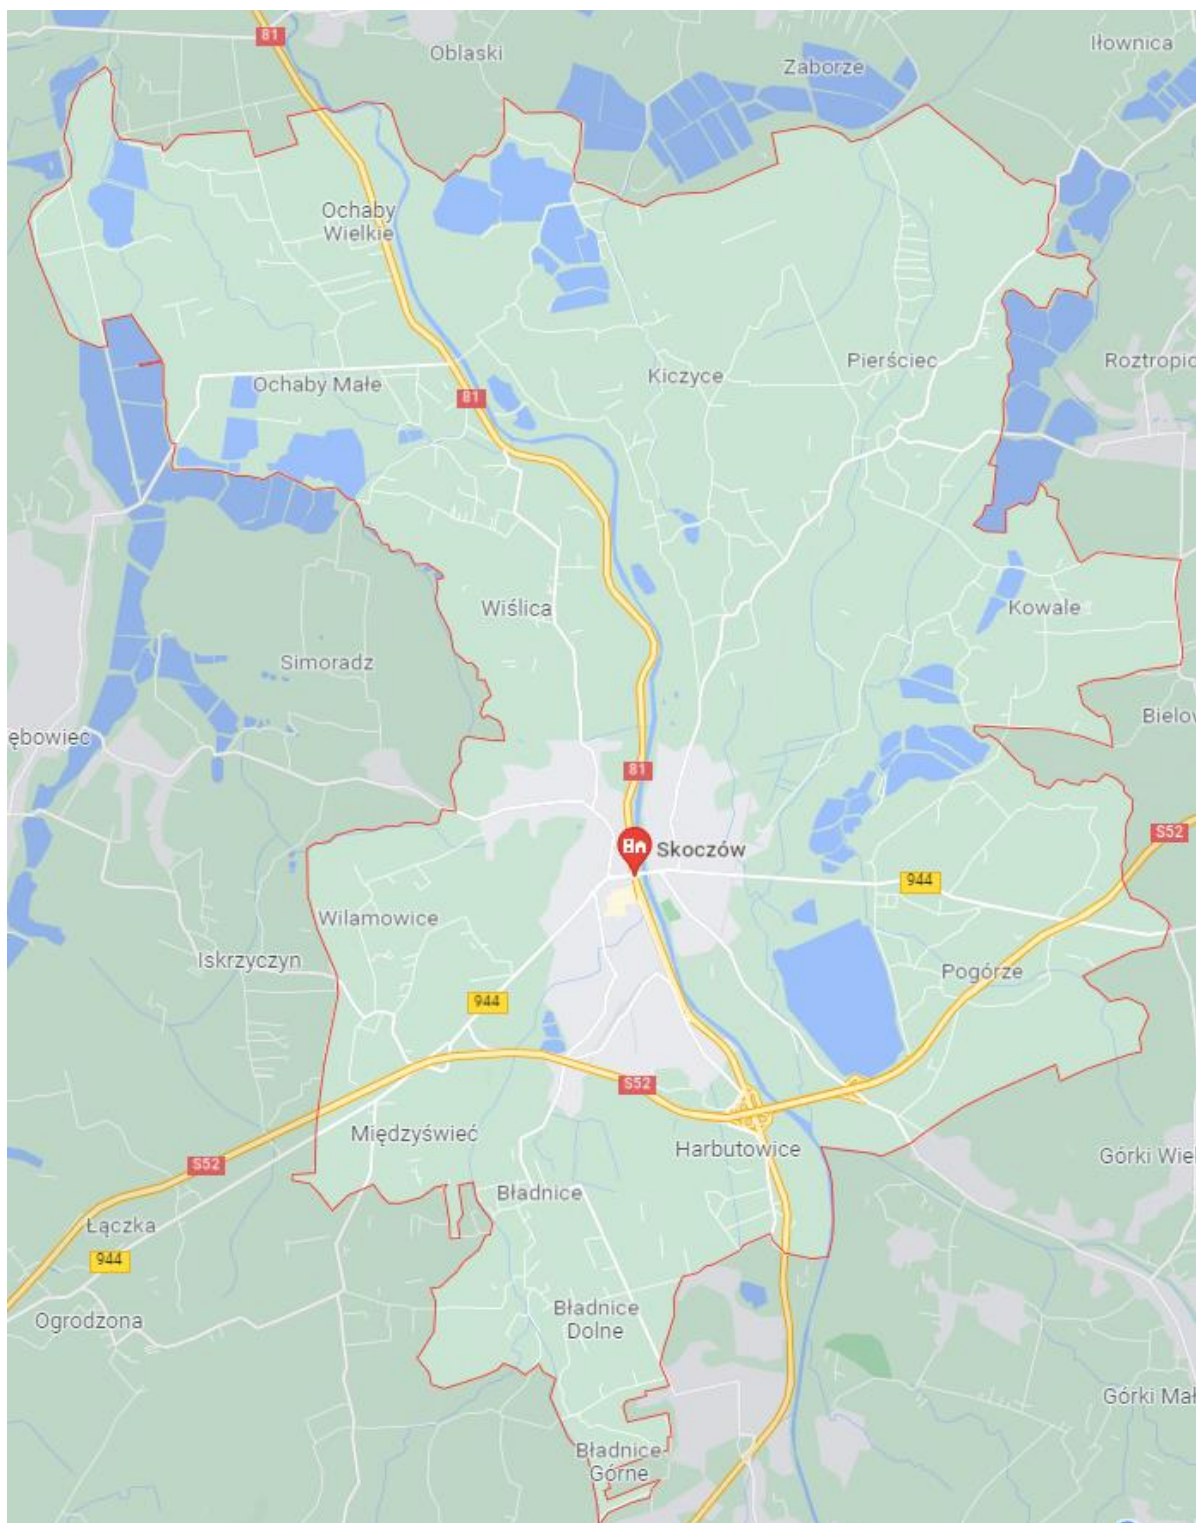 81
Oblaski
Iłownica
Zaborze
Ochaby
Wielkie
Pierściec
Roztropic
Kiczyce
Ochaby Małe
81
Wiślica
Kowale
Simoradz
Bielow
ębowiec
81
S52
Skoczów
944
Wilamowice
Iskrzyczyn
Pogórze
944
S52
Międzyświeć
Harbutowice
Górki Wiel
S52
Bładnice
Łączka
944
Bładnice
Dolne
Ogrodzona
Górki Mał
Bładnice
Górne